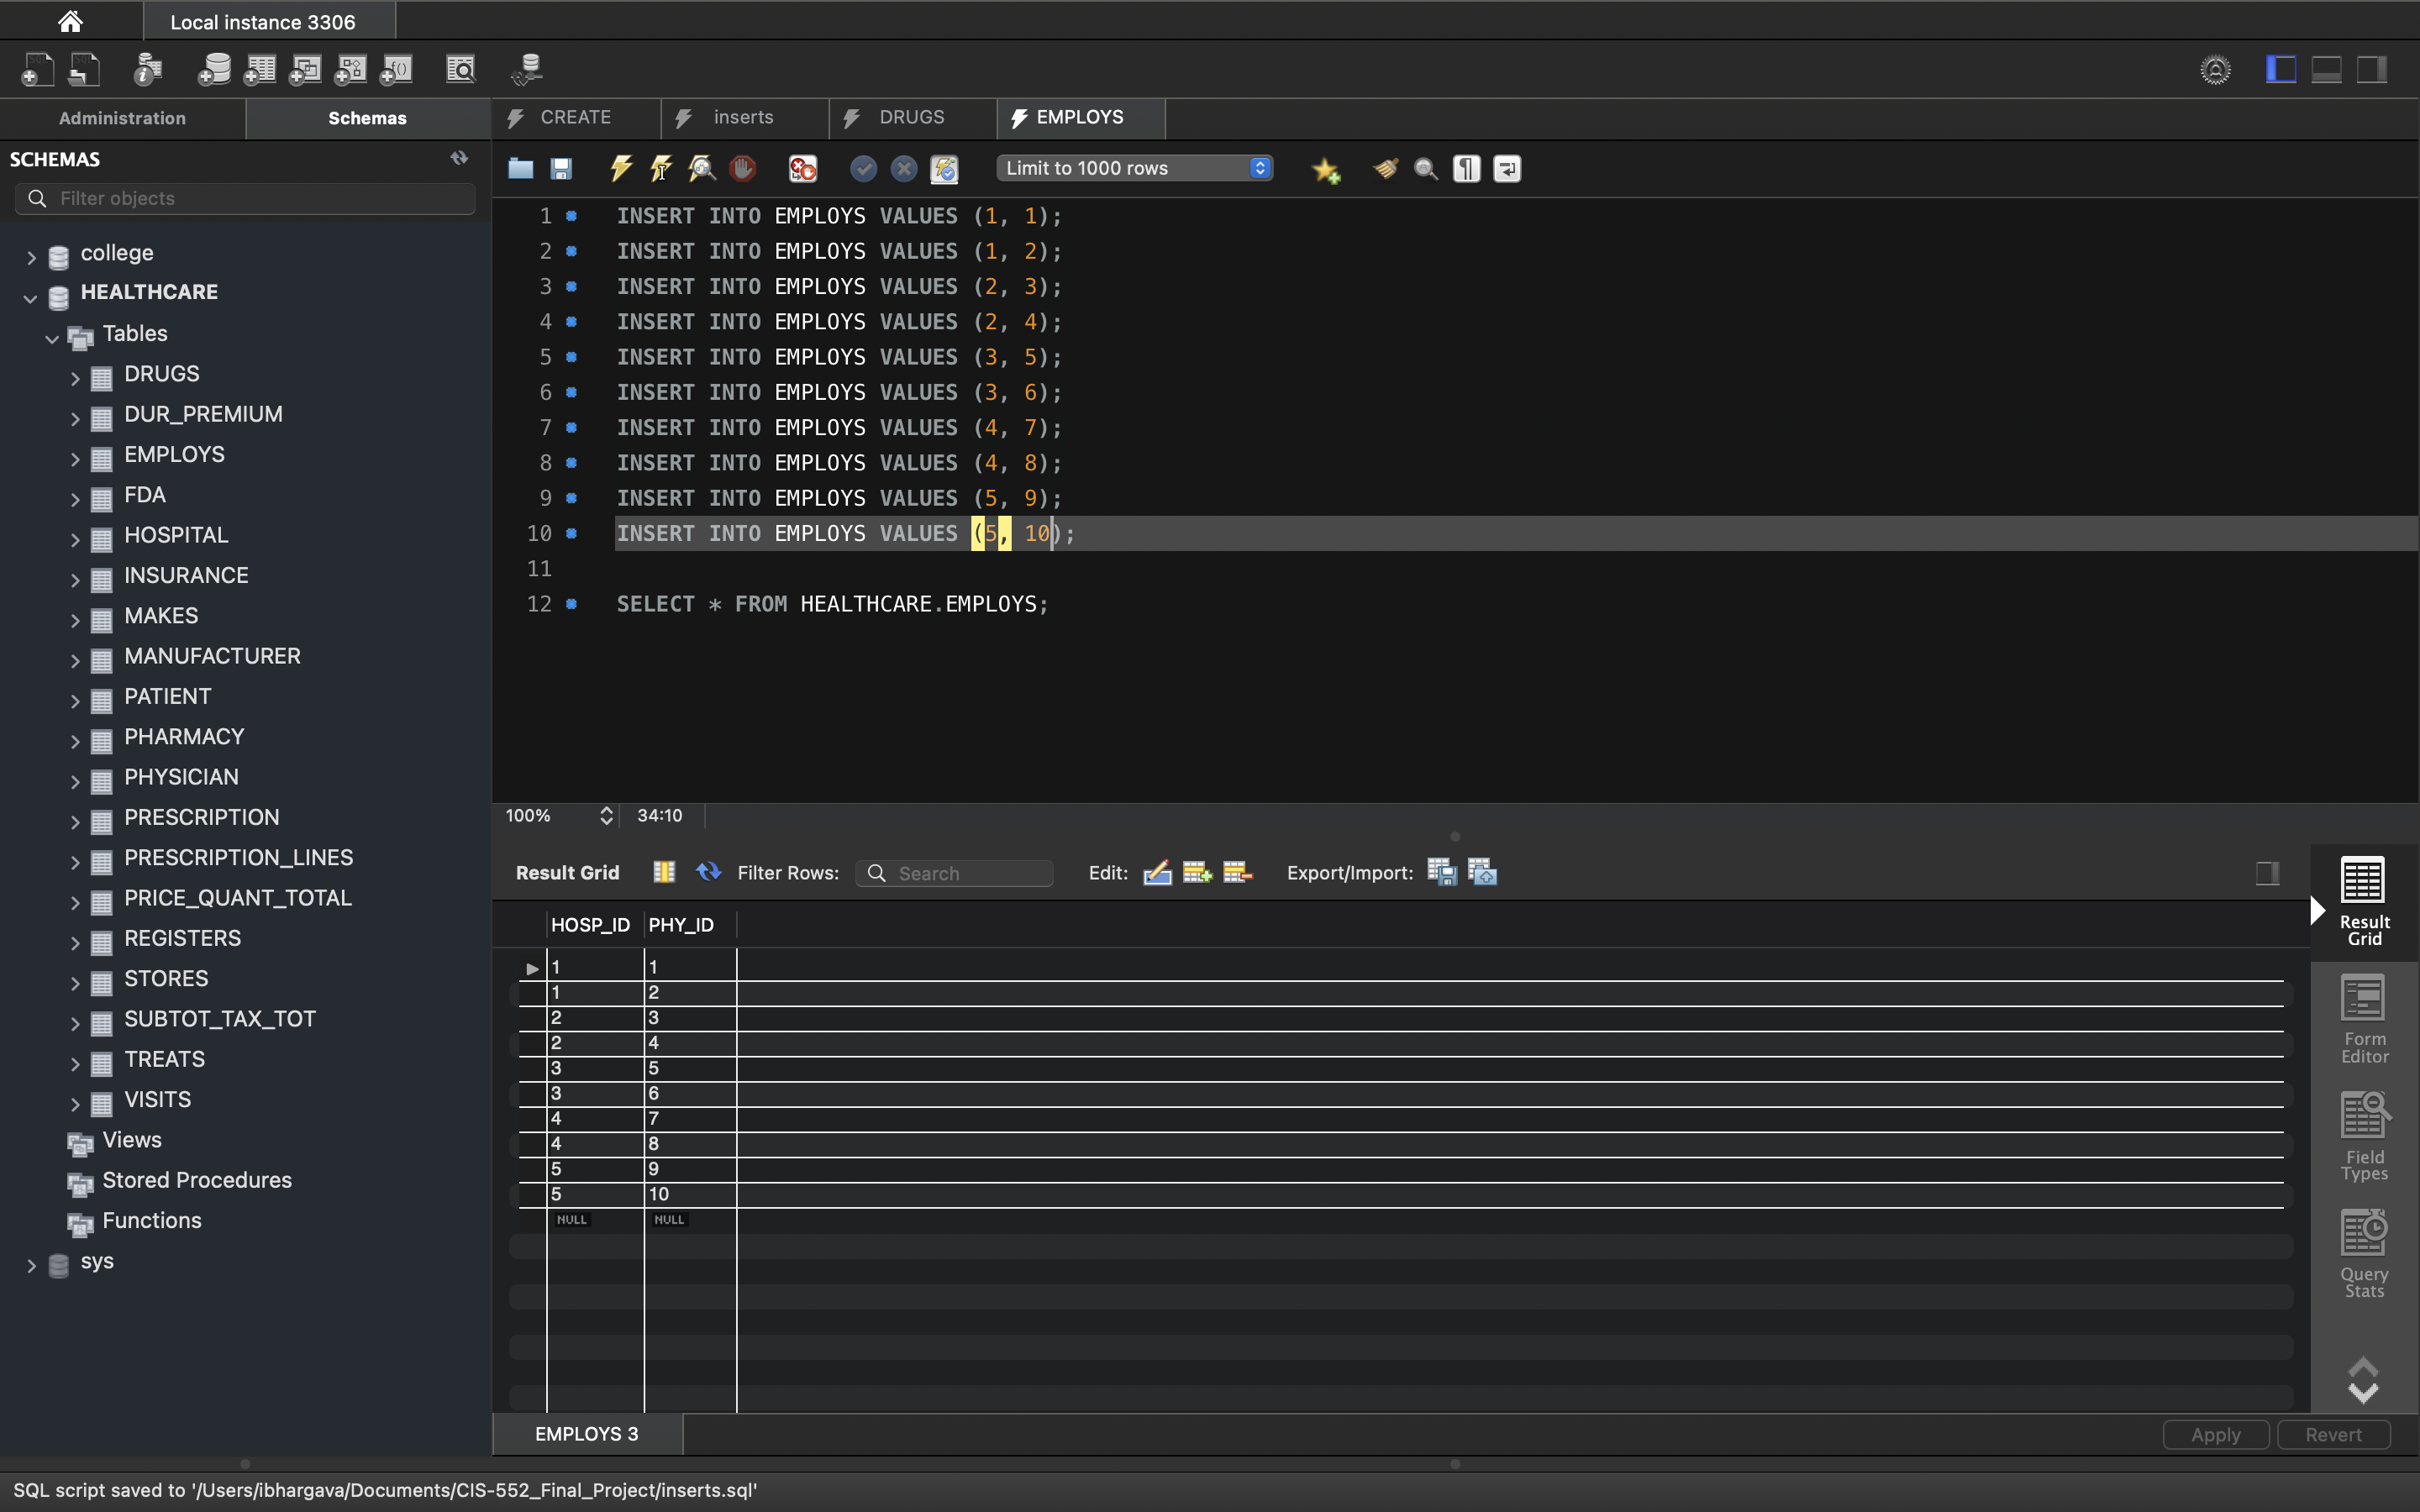 Local instance 3306
Administration
Schemas
CREATE
inserts
DRUGS
EMPLOYS
SCHEMAS
Filter objects
college
HEALTHCARE
Tables
DRUGS
DUR_PREMIUM
EMPLOYS
FDA
HOSPITAL
INSURANCE
MAKES
MANUFACTURER
PATIENT
PHARMACY
PHYSICIAN
PRESCRIPTION
PRESCRIPTION_LINES
PRICE_QUANT_TOTAL
REGISTERS
STORES
SUBTOT_TAX_TOT
TREATS
VISITS
Views
Stored Procedures
Functions
sys
Limit to 1000 rows
1 INSERT INTO EMPLOYS VALUES (1, 1);
2 INSERT INTO EMPLOYS VALUES (1, 2);
3 INSERT INTO EMPLOYS VALUES (2, 3);
4 INSERT INTO EMPLOYS VALUES (2, 4);
5 INSERT INTO EMPLOYS VALUES (3, 5);
6 INSERT INTO EMPLOYS VALUES (3, 6);
7 INSERT INTO EMPLOYS VALUES (4, 7);
8 INSERT INTO EMPLOYS VALUES (4, 8);
9 INSERT INTO EMPLOYS VALUES (5, 9);
10 INSERT INTO EMPLOYS VALUES (5, 10);
11
12 SELECT * FROM HEALTHCARE.EMPLOYS;
100% 34:10
Result Grid Filter Rows: Search Edit: Export/Import:
HOSP_ID PHY_ID
1 1
1 2
2 3
2 4
3 5
3 6
4 7
4 8
5 9
5 10
NULL NULL
Result
Grid
Form
Editor
Field
Types
Query
Stats
EMPLOYS 3
Apply Revert
SQL script saved to '/Users/ibhargava/Documents/CIS-552_Final_Project/inserts.sql'